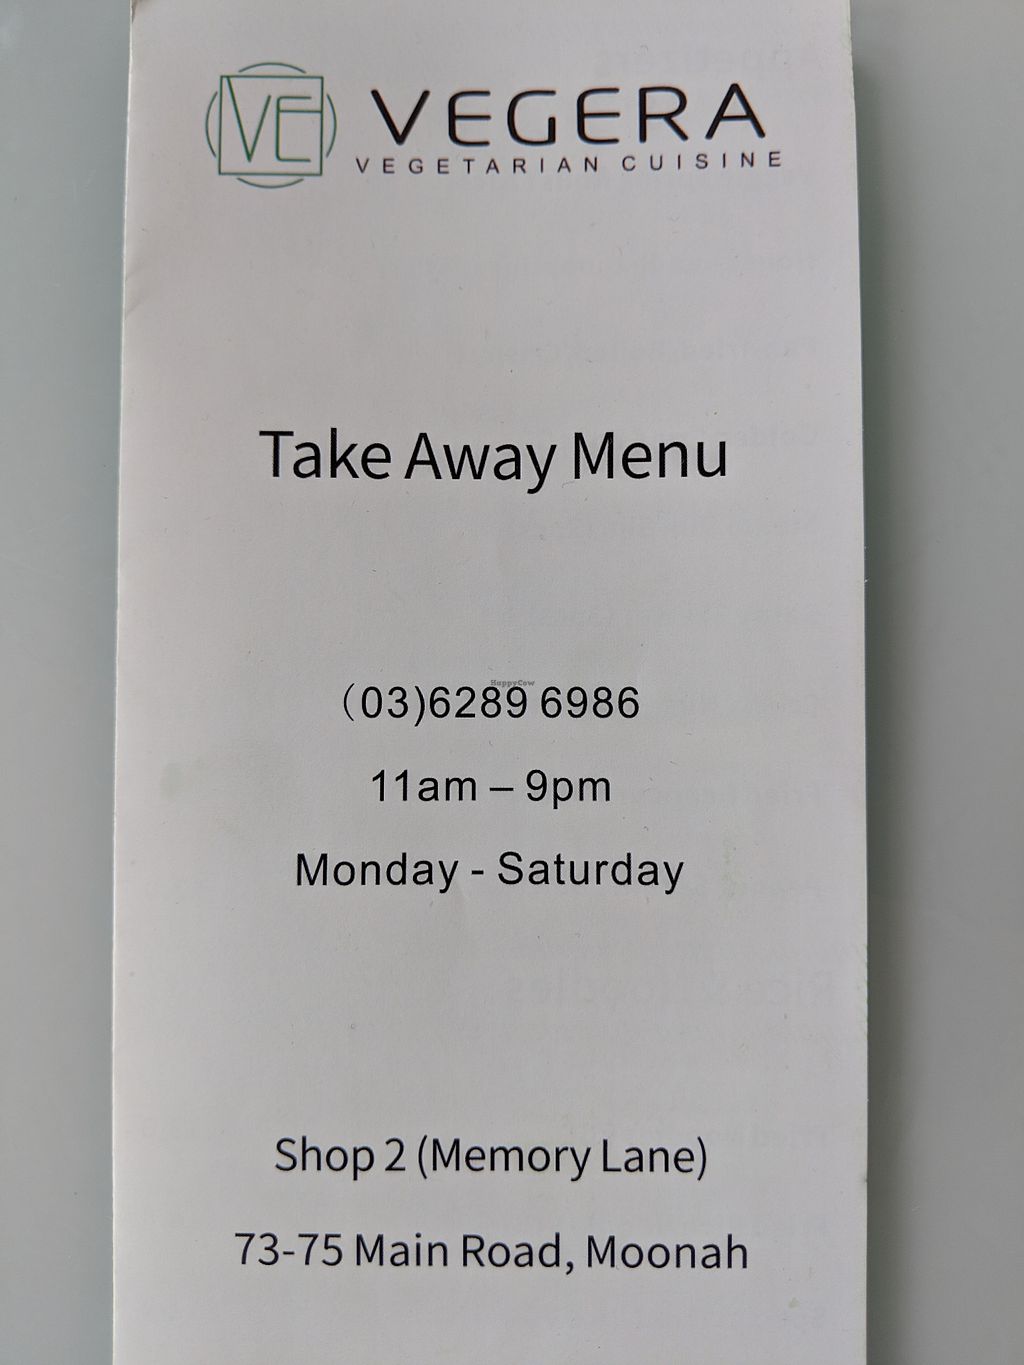 VE
VEGERA
VEGETARIAN CUISINE
Take Away Menu
HappyCow
(03)6289 6986
11am – 9pm
Monday - Saturday
Shop 2 (Memory Lane)
73-75 Main Road, Moonah